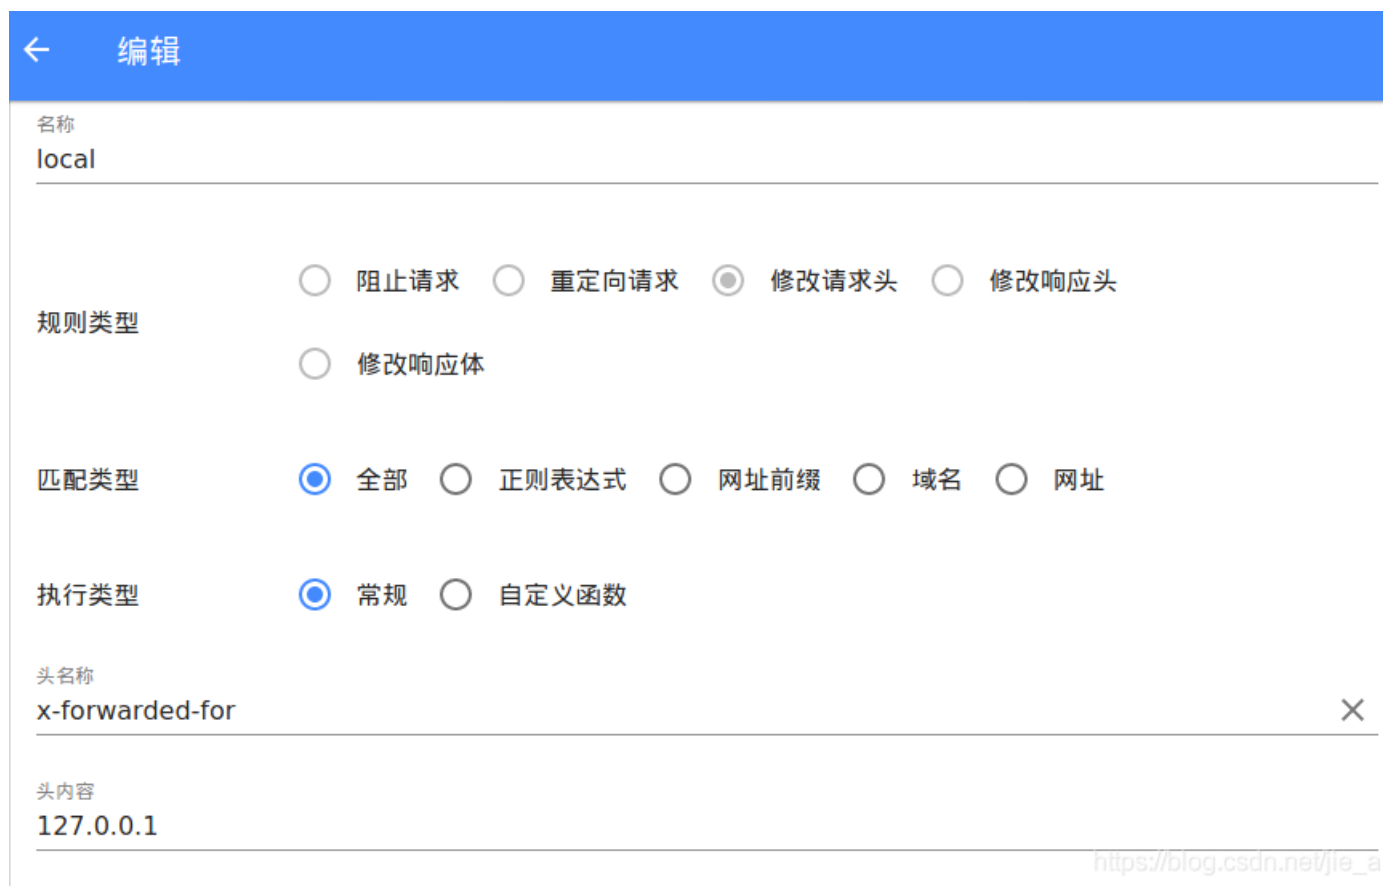 编辑
名称
local
规则类型
阻止请求 重定向请求 修改请求头 修改响应头
修改响应体
匹配类型 全部 正则表达式 网址前缀 域名 网址
执行类型 常规 自定义函数
头名称
x-forwarded-for
头内容
127.0.0.1
https://blog.csdn.net/jie_a